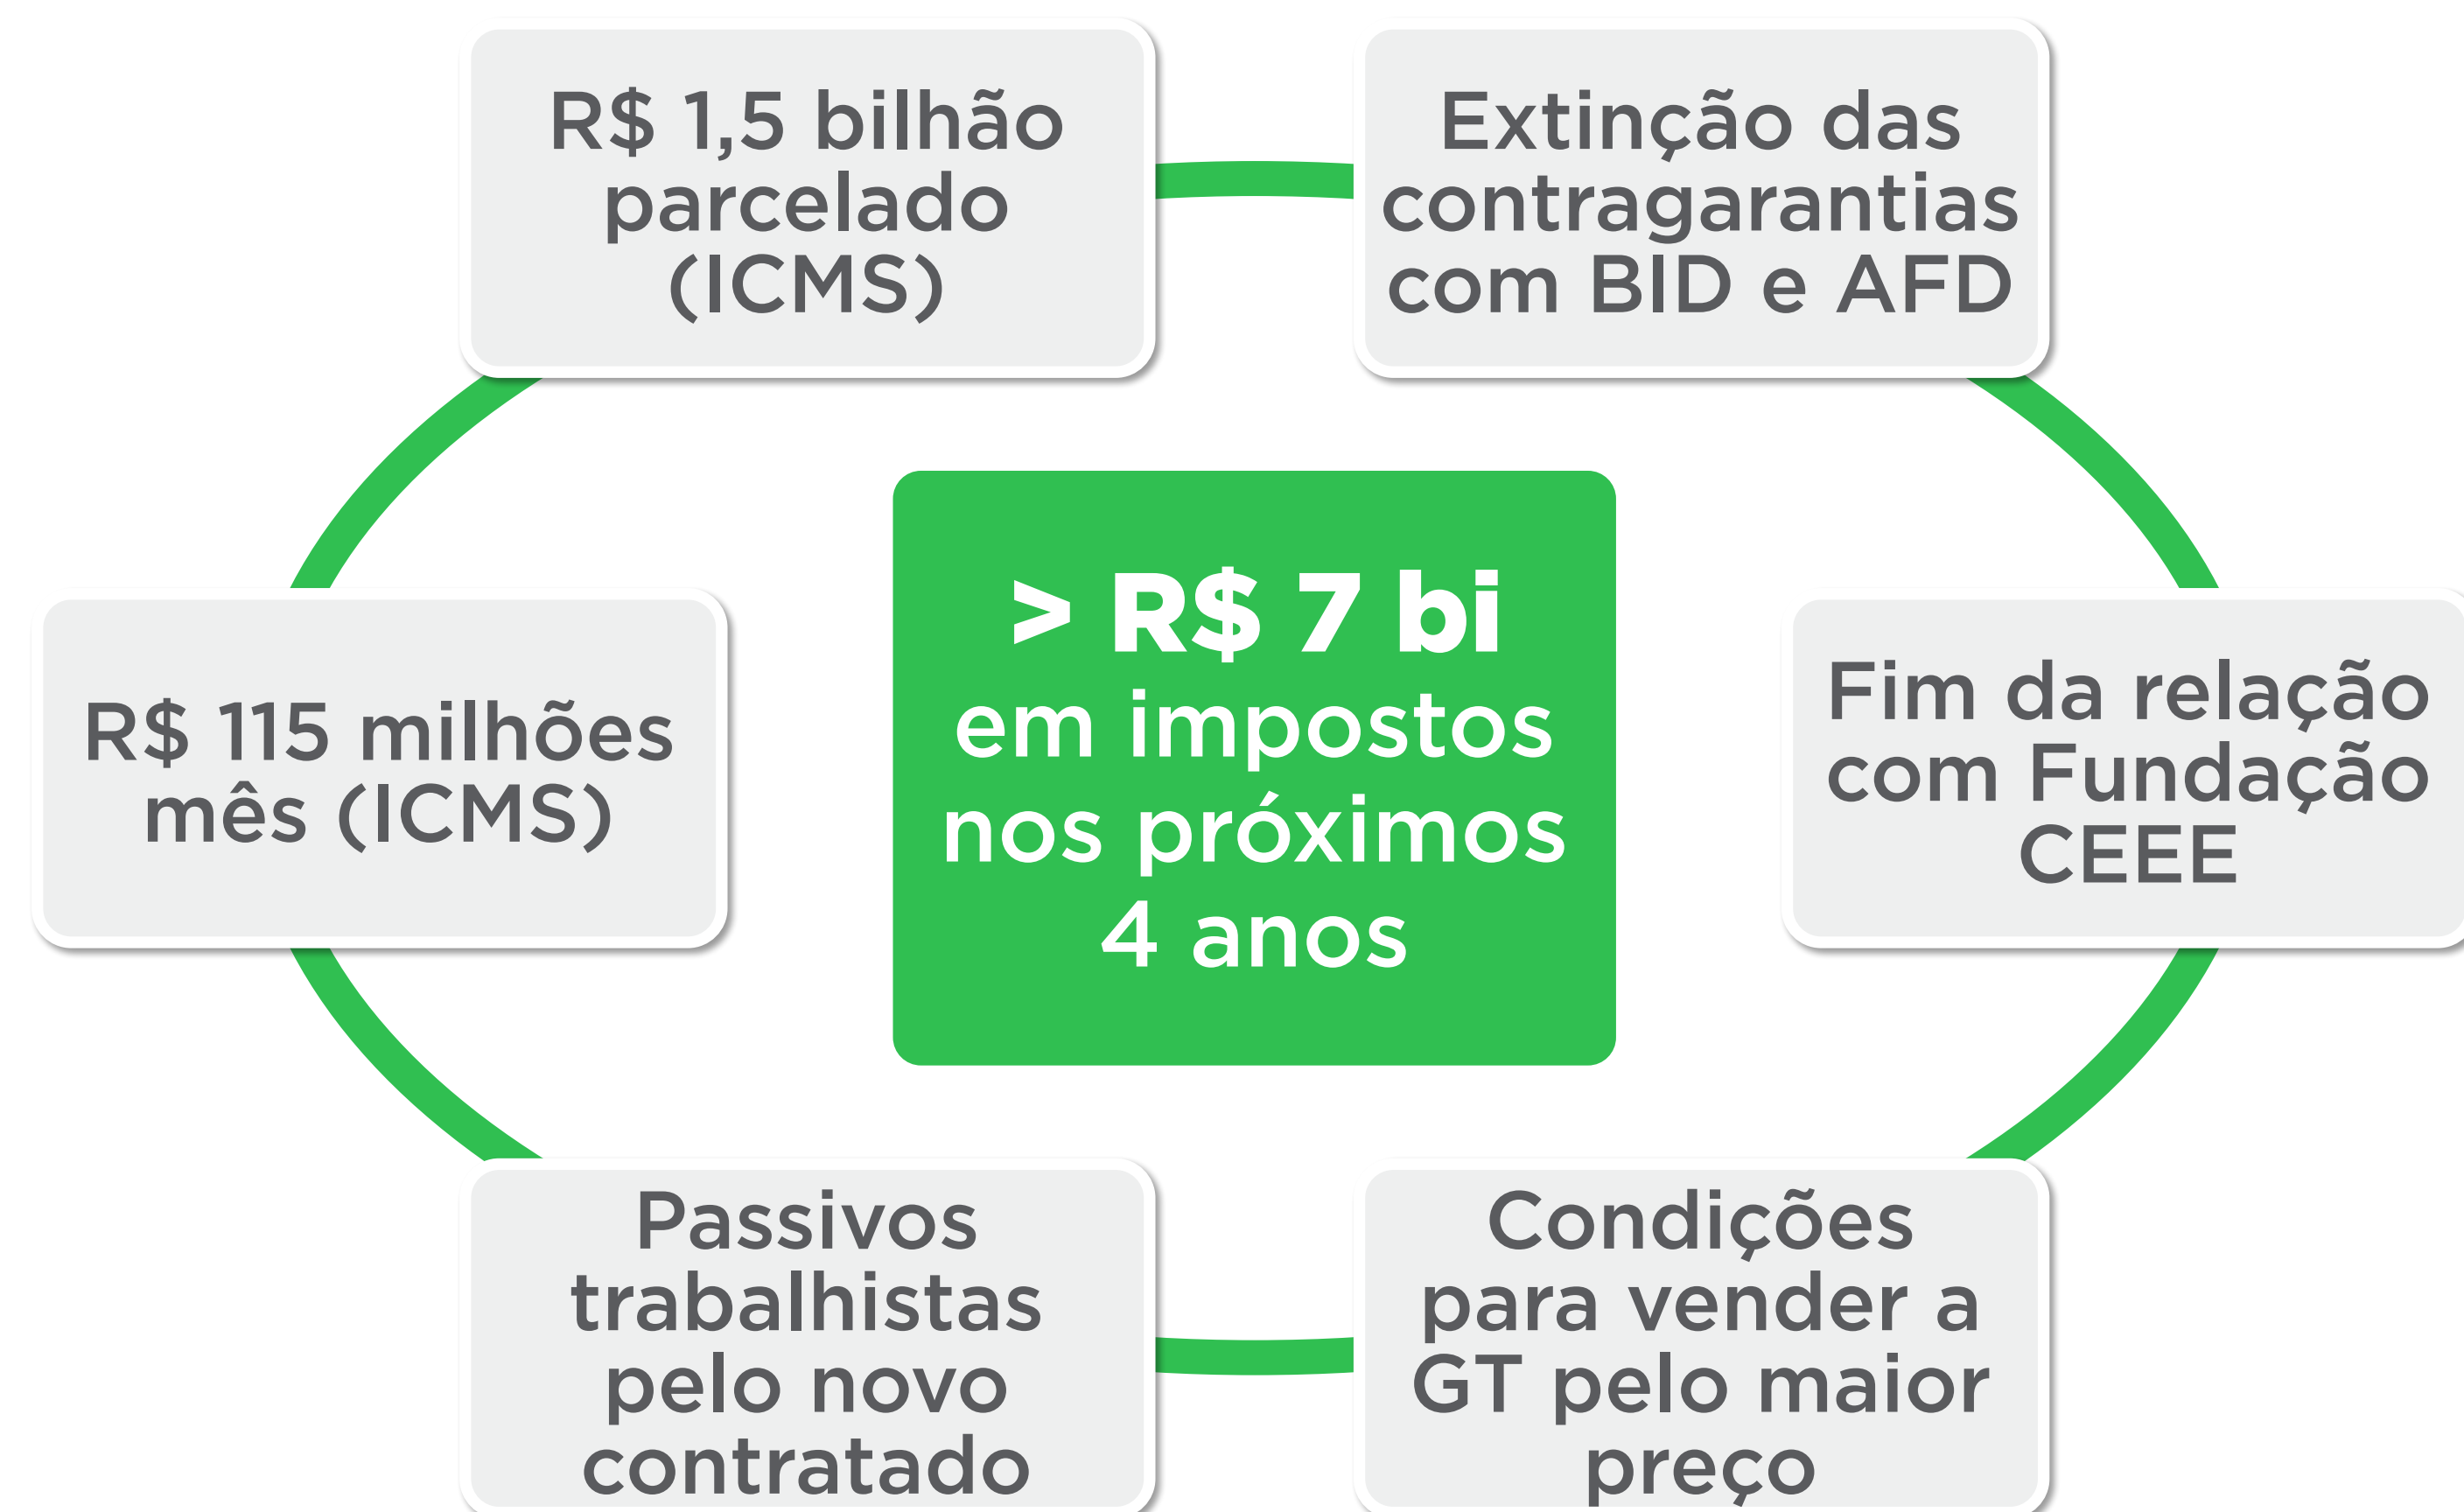 R$ 1,5 bilhão
parcelado
(ICMS)
Extinção das
contragarantias
com BID e AFD
R$ 115 milhões
mês (ICMS)
> R$ 7 bi
em impostos
nos próximos
4 anos
Fim da relação
com Fundação
CEEE
Passivos
trabalhistas
pelo novo
contratado
Condições
para vender a
GT pelo maior
preço